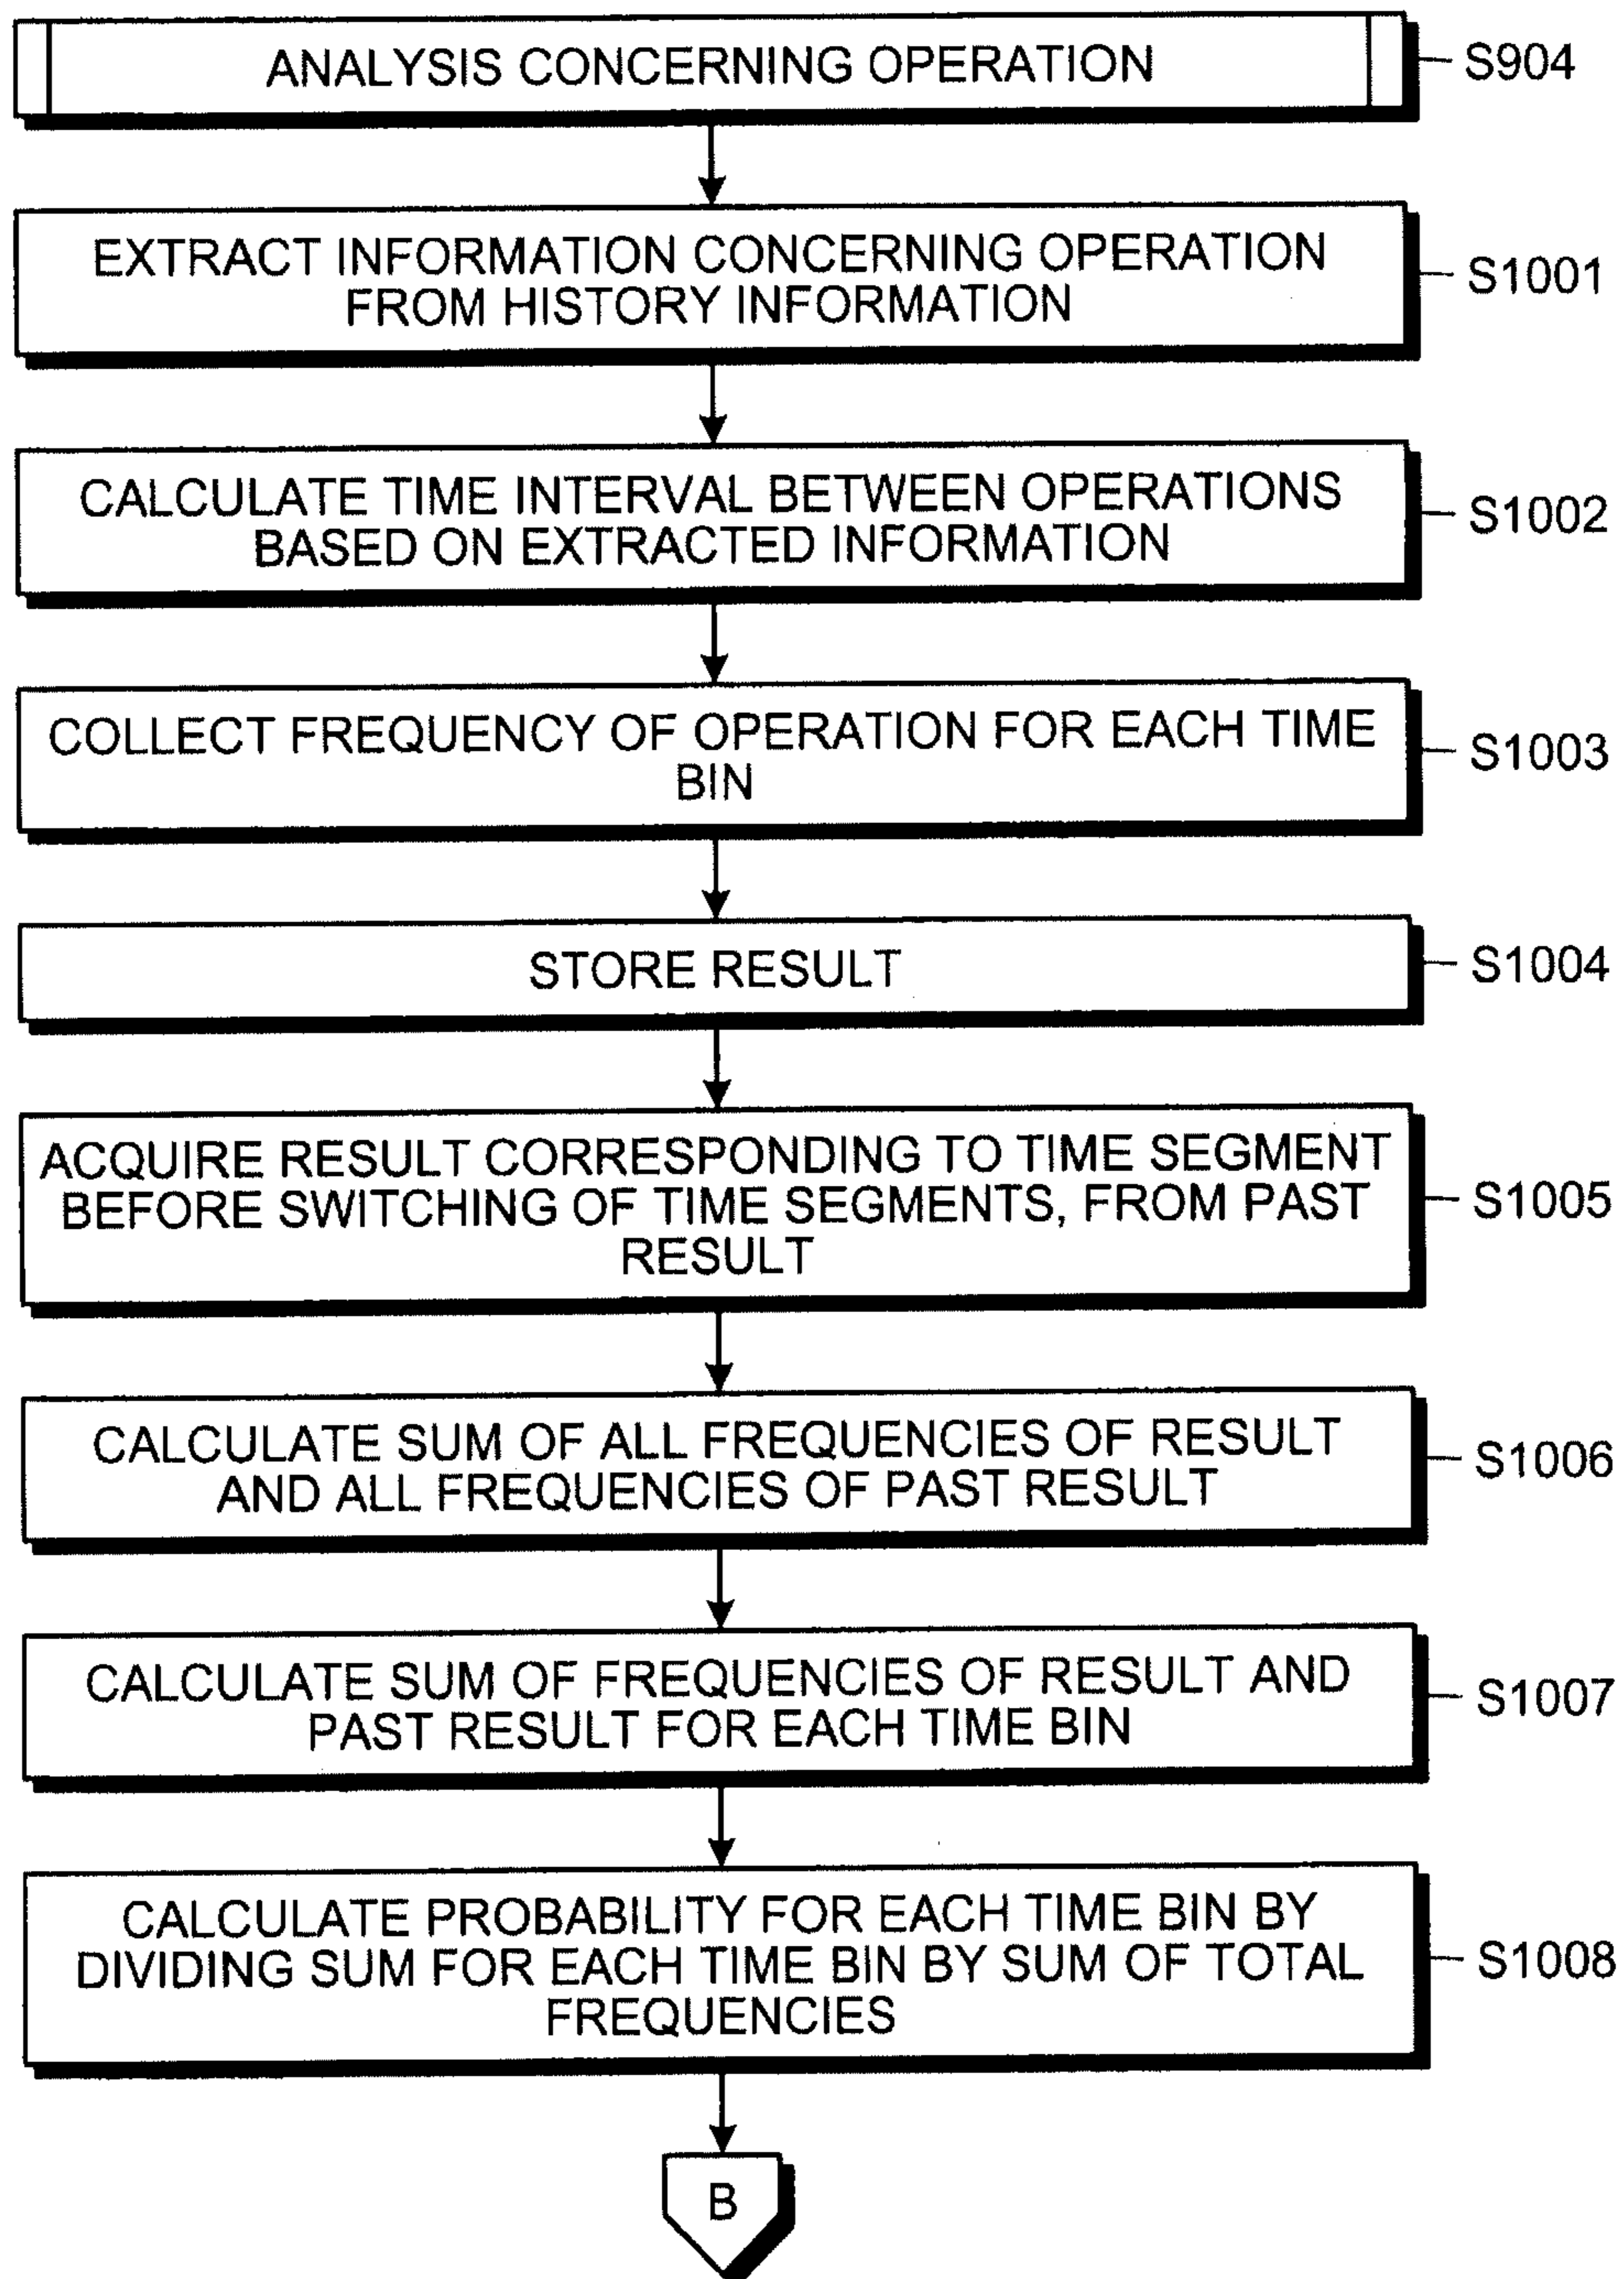 ANALYSIS CONCERNING OPERATION
S904
EXTRACT INFORMATION CONCERNING OPERATION
FROM HISTORY INFORMATION
S1001
CALCULATE TIME INTERVAL BETWEEN OPERATIONS
BASED ON EXTRACTED INFORMATION
S1002
COLLECT FREQUENCY OF OPERATION FOR EACH TIME
BIN
S1003
STORE RESULT
S1004
ACQUIRE RESULT CORRESPONDING TO TIME SEGMENT
BEFORE SWITCHING OF TIME SEGMENTS, FROM PAST
RESULT
S1005
CALCULATE SUM OF ALL FREQUENCIES OF RESULT
AND ALL FREQUENCIES OF PAST RESULT
S1006
CALCULATE SUM OF FREQUENCIES OF RESULT AND
PAST RESULT FOR EACH TIME BIN
S1007
CALCULATE PROBABILITY FOR EACH TIME BIN BY
DIVIDING SUM FOR EACH TIME BIN BY SUM OF TOTAL
FREQUENCIES
S1008
B